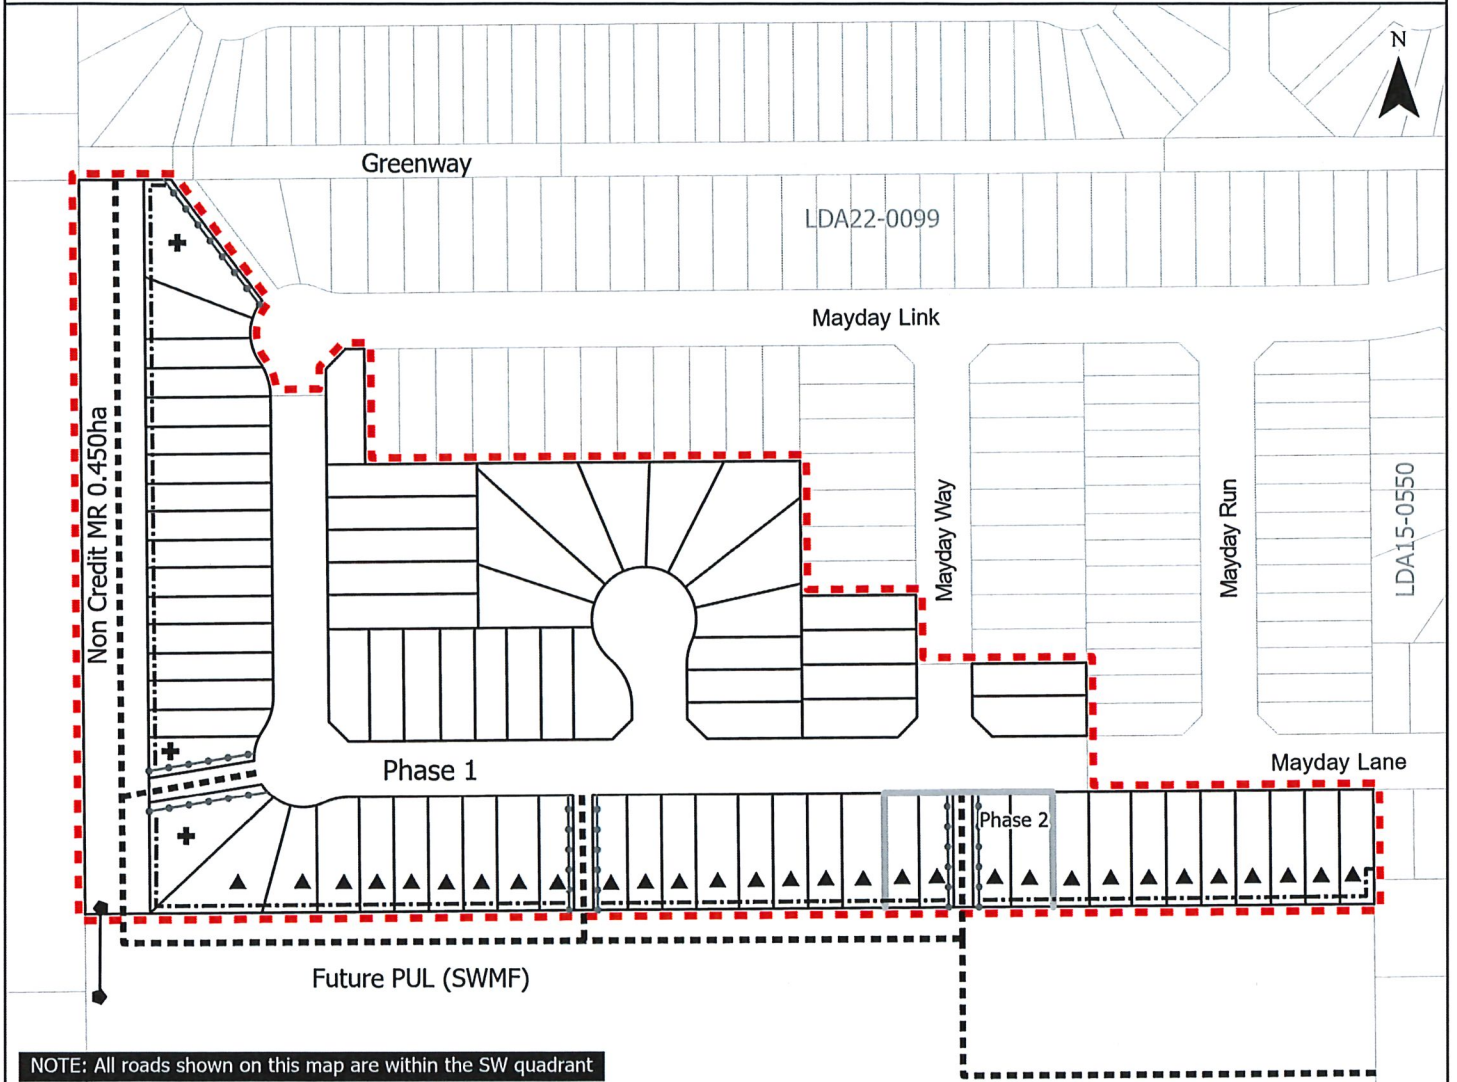 N
Greenway
LDA22-0099
Mayday Link
Non Credit MR 0.450ha
Mayday Way
Mayday Run
LDA15-0550
Phase 1
Mayday Lane
Phase 2
Future PUL (SWMF)
NOTE: All roads shown on this map are within the SW quadrant